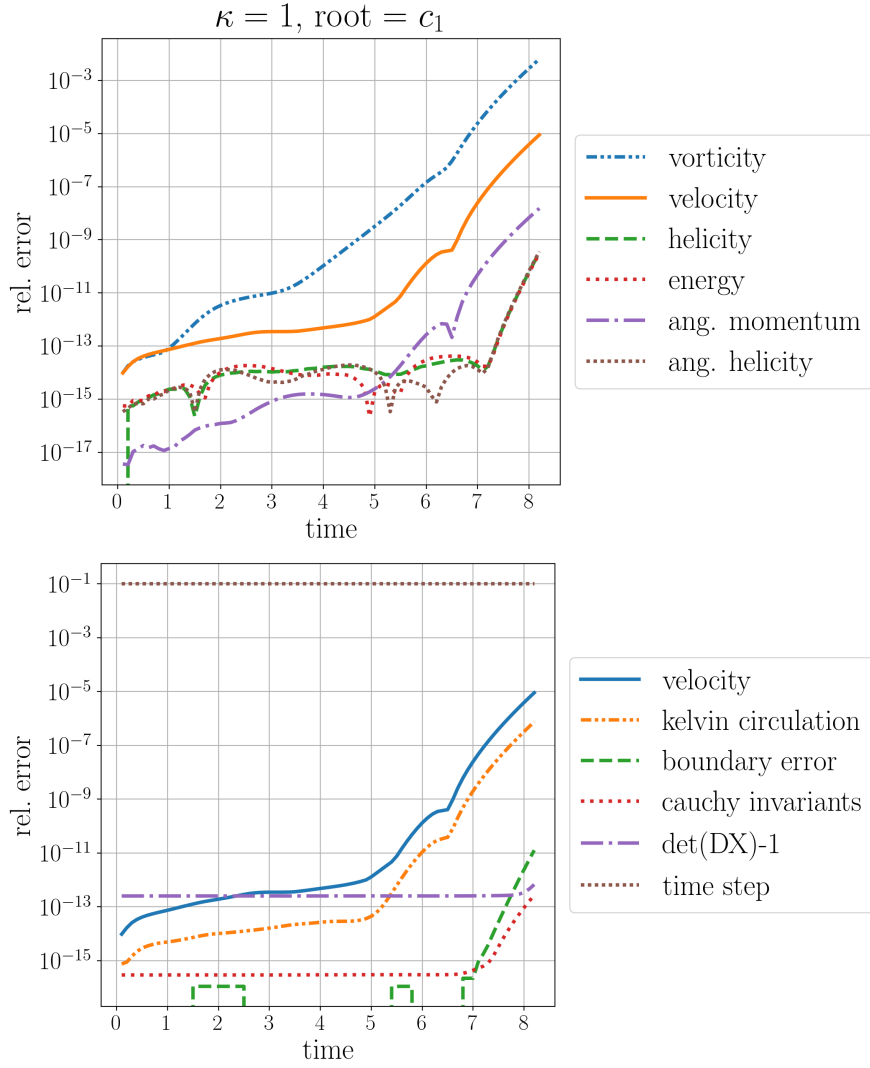 κ = 1, root = c₁
10⁻³
10⁻⁵
10⁻⁷
10⁻⁹
10⁻¹¹
10⁻¹³
10⁻¹⁵
10⁻¹⁷
rel. error
0 1 2 3 4 5 6 7 8
time
vorticity
velocity
helicity
energy
ang. momentum
ang. helicity
10⁻¹
10⁻³
10⁻⁵
10⁻⁷
10⁻⁹
10⁻¹¹
10⁻¹³
10⁻¹⁵
rel. error
0 1 2 3 4 5 6 7 8
time
velocity
kelvin circulation
boundary error
cauchy invariants
det(DX)-1
time step